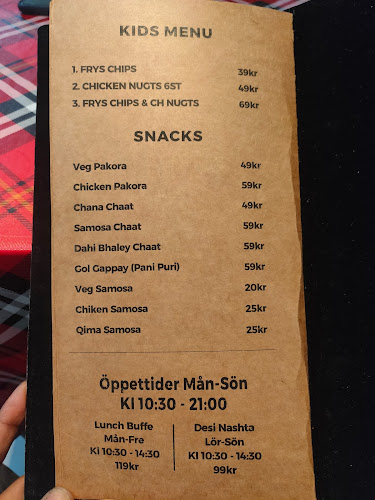 KIDS MENU
1. FRYS CHIPS 39kr
2. CHICKEN NUGTS 6ST 49kr
3. FRYS CHIPS & CH NUGTS 69kr
SNACKS
Veg Pakora 49kr
Chicken Pakora 59kr
Chana Chaat 49kr
Samosa Chaat 59kr
Dahi Bhaley Chaat 59kr
Gol Gappay (Pani Puri) 59kr
Veg Samosa 20kr
Chiken Samosa 25kr
Qima Samosa 25kr
Öppettider Mån-Sön
Kl 10:30 - 21:00
Lunch Buffe
Mån-Fre
Kl 10:30 - 14:30
119kr
Desi Nashta
Lör-Sön
Kl 10:30 - 14:30
99kr